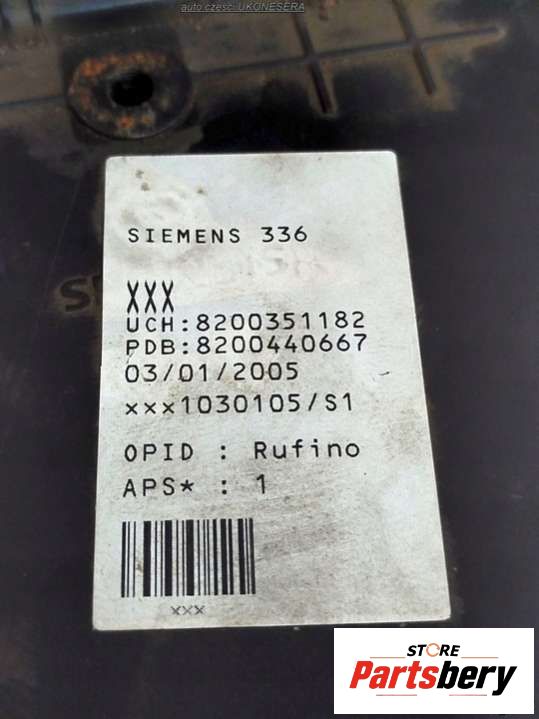 auto.czesci UKONESERA
SIEMENS 336
XXX
UCH:8200351182
PDB:8200440667
03/01/2005
xxx1030105/S1
OPID : Rufino
APS* : 1
xxx
STORE
Partsbery